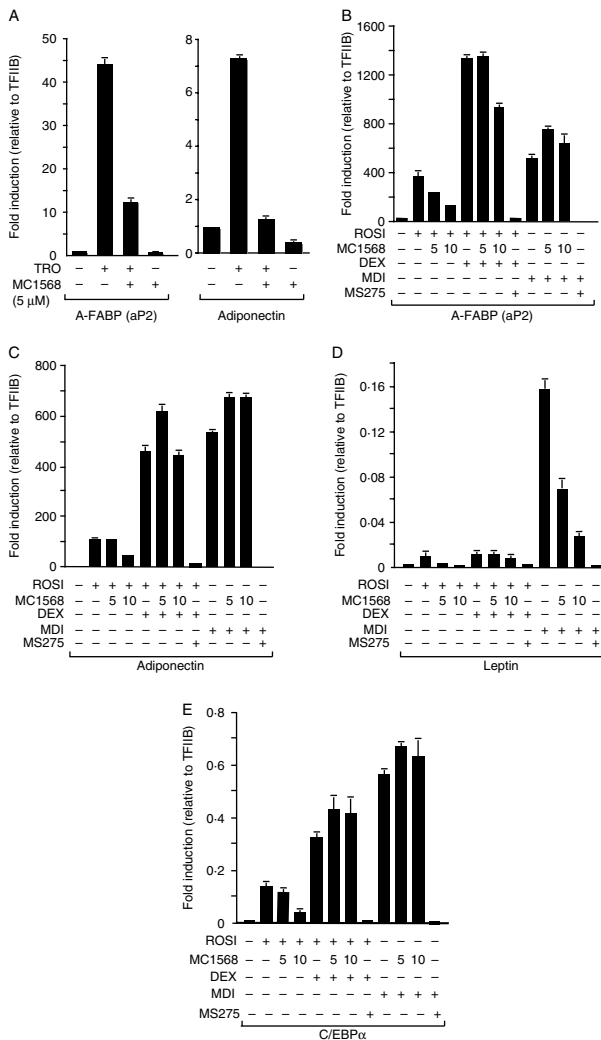 A
Fold induction (relative to TFIIB)
50
40
30
20
10
0
8
6
4
2
0
TRO – + + – – + + –
MC1568 – – + + – – + +
(5 µM)
A-FABP (aP2) Adiponectin
B
Fold induction (relative to TFIIB)
1600
1200
800
400
0
ROSI – + + + + + + + – – – –
MC1568 – – 5 10 – 5 10 – – 5 10 –
DEX – – – – + + + + – – – –
MDI – – – – – – – – + + + +
MS275 – – – – – – – + – – – +
A-FABP (aP2)
C
Fold induction (relative to TFIIB)
800
600
400
200
0
ROSI – + + + + + + + – – – –
MC1568 – – 5 10 – 5 10 – – 5 10 –
DEX – – – – + + + + – – – –
MDI – – – – – – – – + + + +
MS275 – – – – – – – + – – – +
Adiponectin
D
Fold induction (relative to TFIIB)
0·16
0·12
0·08
0·04
0
ROSI – + + + + + + + – – – –
MC1568 – – 5 10 – 5 10 – – 5 10 –
DEX – – – – + + + + – – – –
MDI – – – – – – – – + + + +
MS275 – – – – – – – + – – – +
Leptin
E
Fold induction (relative to TFIIB)
0·8
0·6
0·4
0·2
0
ROSI – + + + + + + + – – – –
MC1568 – – 5 10 – 5 10 – – 5 10 –
DEX – – – – + + + + – – – –
MDI – – – – – – – – + + + +
MS275 – – – – – – – + – – – +
C/EBPα